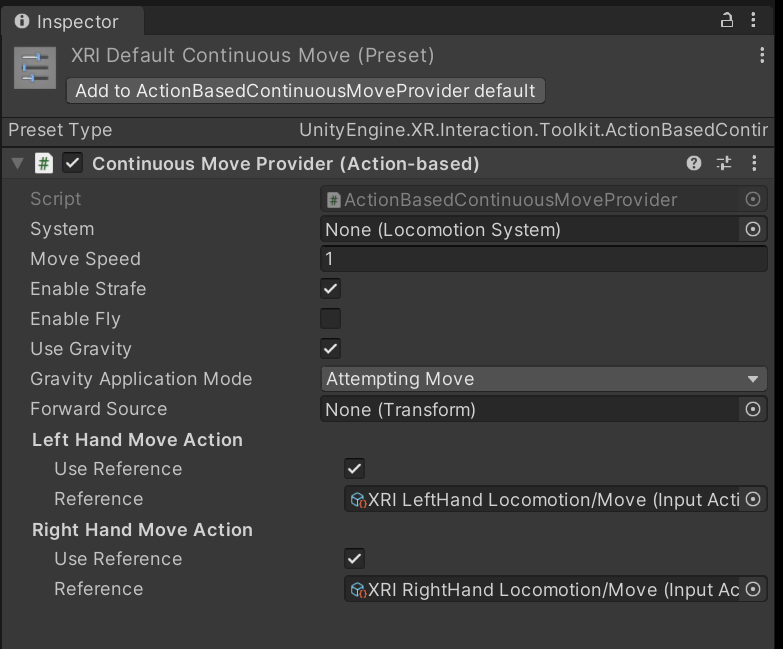 Inspector
XRI Default Continuous Move (Preset)
Add to ActionBasedContinuousMoveProvider default
Preset Type UnityEngine.XR.Interaction.Toolkit.ActionBasedContir
# Continuous Move Provider (Action-based)
Script # ActionBasedContinuousMoveProvider
System None (Locomotion System)
Move Speed 1
Enable Strafe
Enable Fly
Use Gravity
Gravity Application Mode Attempting Move
Forward Source None (Transform)
Left Hand Move Action
Use Reference
Reference XRI LeftHand Locomotion/Move (Input Acti
Right Hand Move Action
Use Reference
Reference XRI RightHand Locomotion/Move (Input Ac